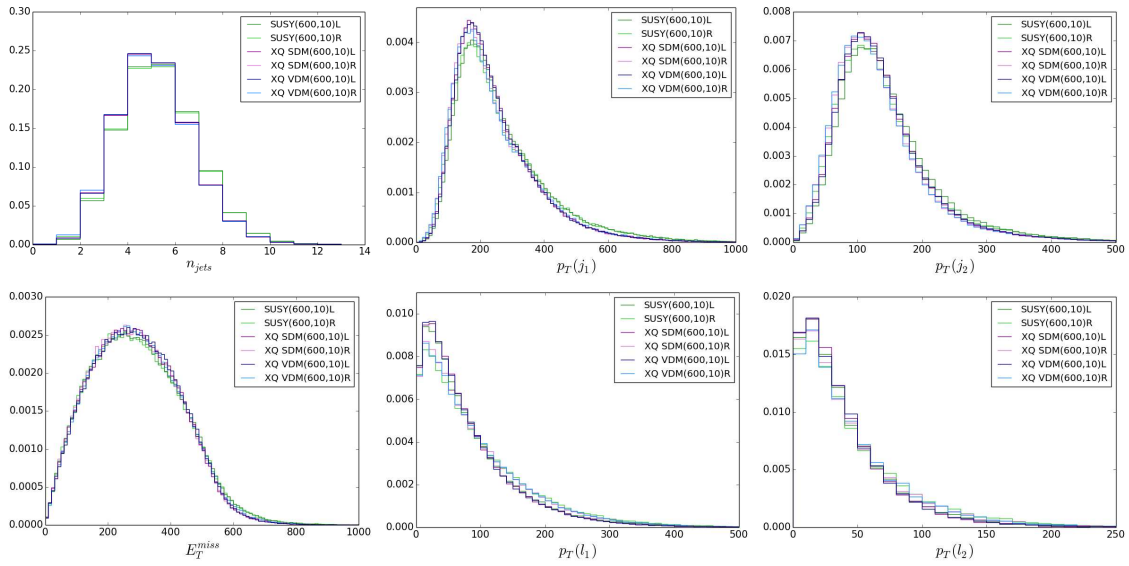 0.30
0.25
0.20
0.15
0.10
0.05
0.00
0 2 4 6 8 10 12 14
n_jets
SUSY(600,10)L
SUSY(600,10)R
XQ SDM(600,10)L
XQ SDM(600,10)R
XQ VDM(600,10)L
XQ VDM(600,10)R
0.004
0.003
0.002
0.001
0.000
0 200 400 600 800 1000
p_T(j_1)
SUSY(600,10)L
SUSY(600,10)R
XQ SDM(600,10)L
XQ SDM(600,10)R
XQ VDM(600,10)L
XQ VDM(600,10)R
0.008
0.007
0.006
0.005
0.004
0.003
0.002
0.001
0.000
0 100 200 300 400 500
p_T(j_2)
SUSY(600,10)L
SUSY(600,10)R
XQ SDM(600,10)L
XQ SDM(600,10)R
XQ VDM(600,10)L
XQ VDM(600,10)R
0.0030
0.0025
0.0020
0.0015
0.0010
0.0005
0.0000
0 200 400 600 800 1000
E_T^miss
SUSY(600,10)L
SUSY(600,10)R
XQ SDM(600,10)L
XQ SDM(600,10)R
XQ VDM(600,10)L
XQ VDM(600,10)R
0.010
0.008
0.006
0.004
0.002
0.000
0 100 200 300 400 500
p_T(l_1)
SUSY(600,10)L
SUSY(600,10)R
XQ SDM(600,10)L
XQ SDM(600,10)R
XQ VDM(600,10)L
XQ VDM(600,10)R
0.020
0.015
0.010
0.005
0.000
0 50 100 150 200 250
p_T(l_2)
SUSY(600,10)L
SUSY(600,10)R
XQ SDM(600,10)L
XQ SDM(600,10)R
XQ VDM(600,10)L
XQ VDM(600,10)R